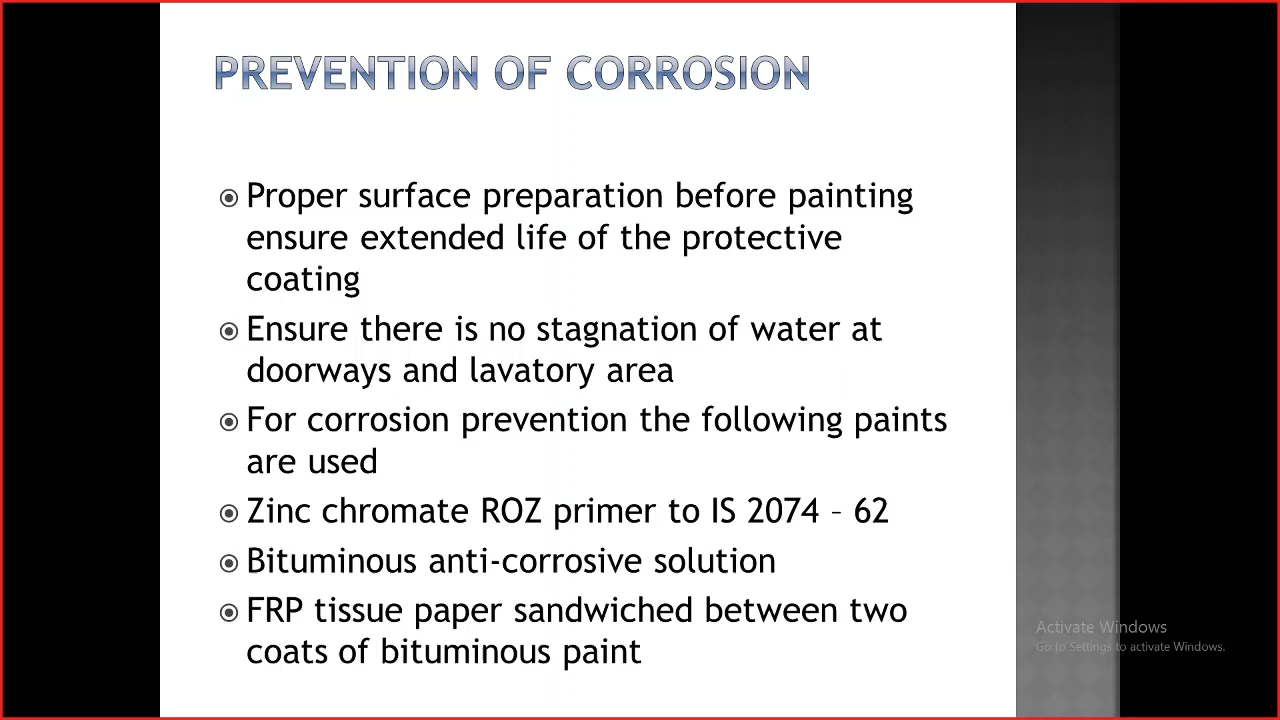 PREVENTION OF CORROSION
Proper surface preparation before painting
ensure extended life of the protective
coating
Ensure there is no stagnation of water at
doorways and lavatory area
For corrosion prevention the following paints
are used
Zinc chromate ROZ primer to IS 2074 – 62
Bituminous anti-corrosive solution
FRP tissue paper sandwiched between two
coats of bituminous paint
Activate Windows
Go to Settings to activate Windows.